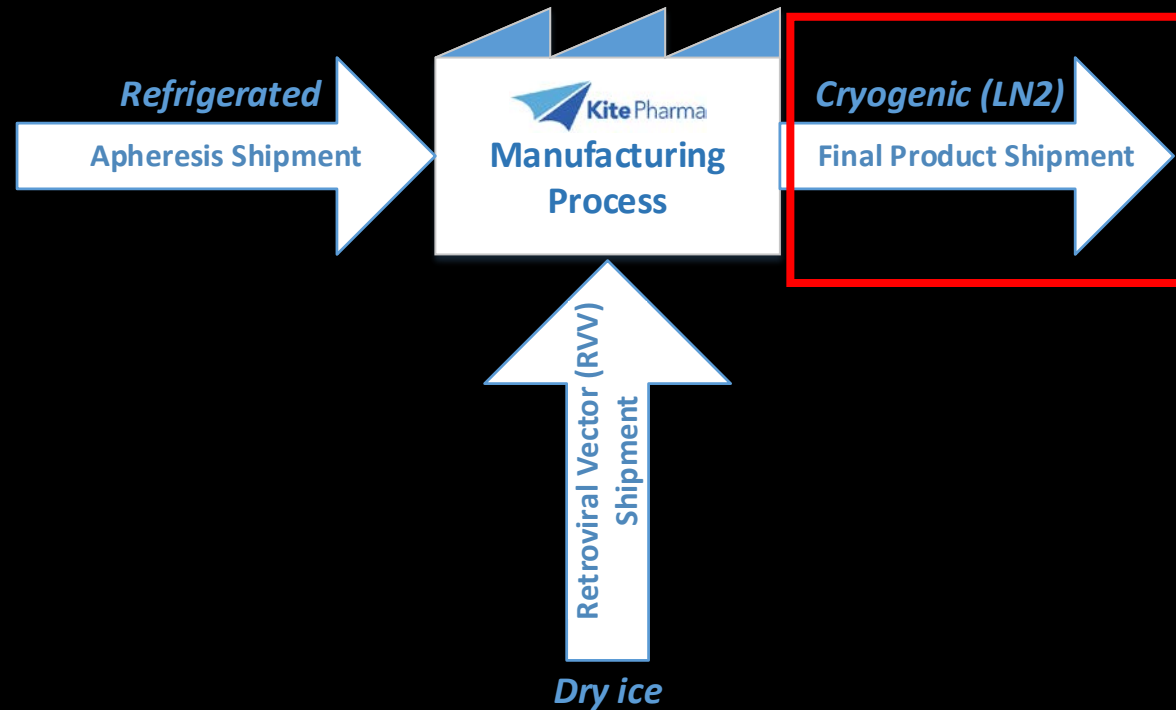 Refrigerated
Apheresis Shipment
Kite Pharma
Manufacturing
Process
Cryogenic (LN2)
Final Product Shipment
Retroviral Vector (RVV)
Shipment
Dry ice